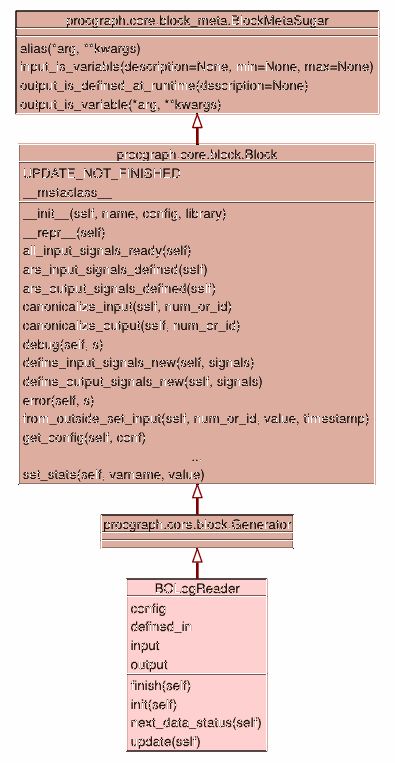 procgraph.core.block_meta.BlockMetaSugar
alias(*arg, **kwargs)
input_is_variable(description=None, min=None, max=None)
output_is_defined_at_runtime(description=None)
output_is_variable(*arg, **kwargs)
procgraph.core.block.Block
UPDATE_NOT_FINISHED
__metaclass__
__init__(self, name, config, library)
__repr__(self)
all_input_signals_ready(self)
are_input_signals_defined(self)
are_output_signals_defined(self)
canonicalize_input(self, num_or_id)
canonicalize_output(self, num_or_id)
debug(self, s)
define_input_signals_new(self, signals)
define_output_signals_new(self, signals)
error(self, s)
from_outside_set_input(self, num_or_id, value, timestamp)
get_config(self, conf)
...
set_state(self, varname, value)
procgraph.core.block.Generator
BOLogReader
config
defined_in
input
output
finish(self)
init(self)
next_data_status(self)
update(self)